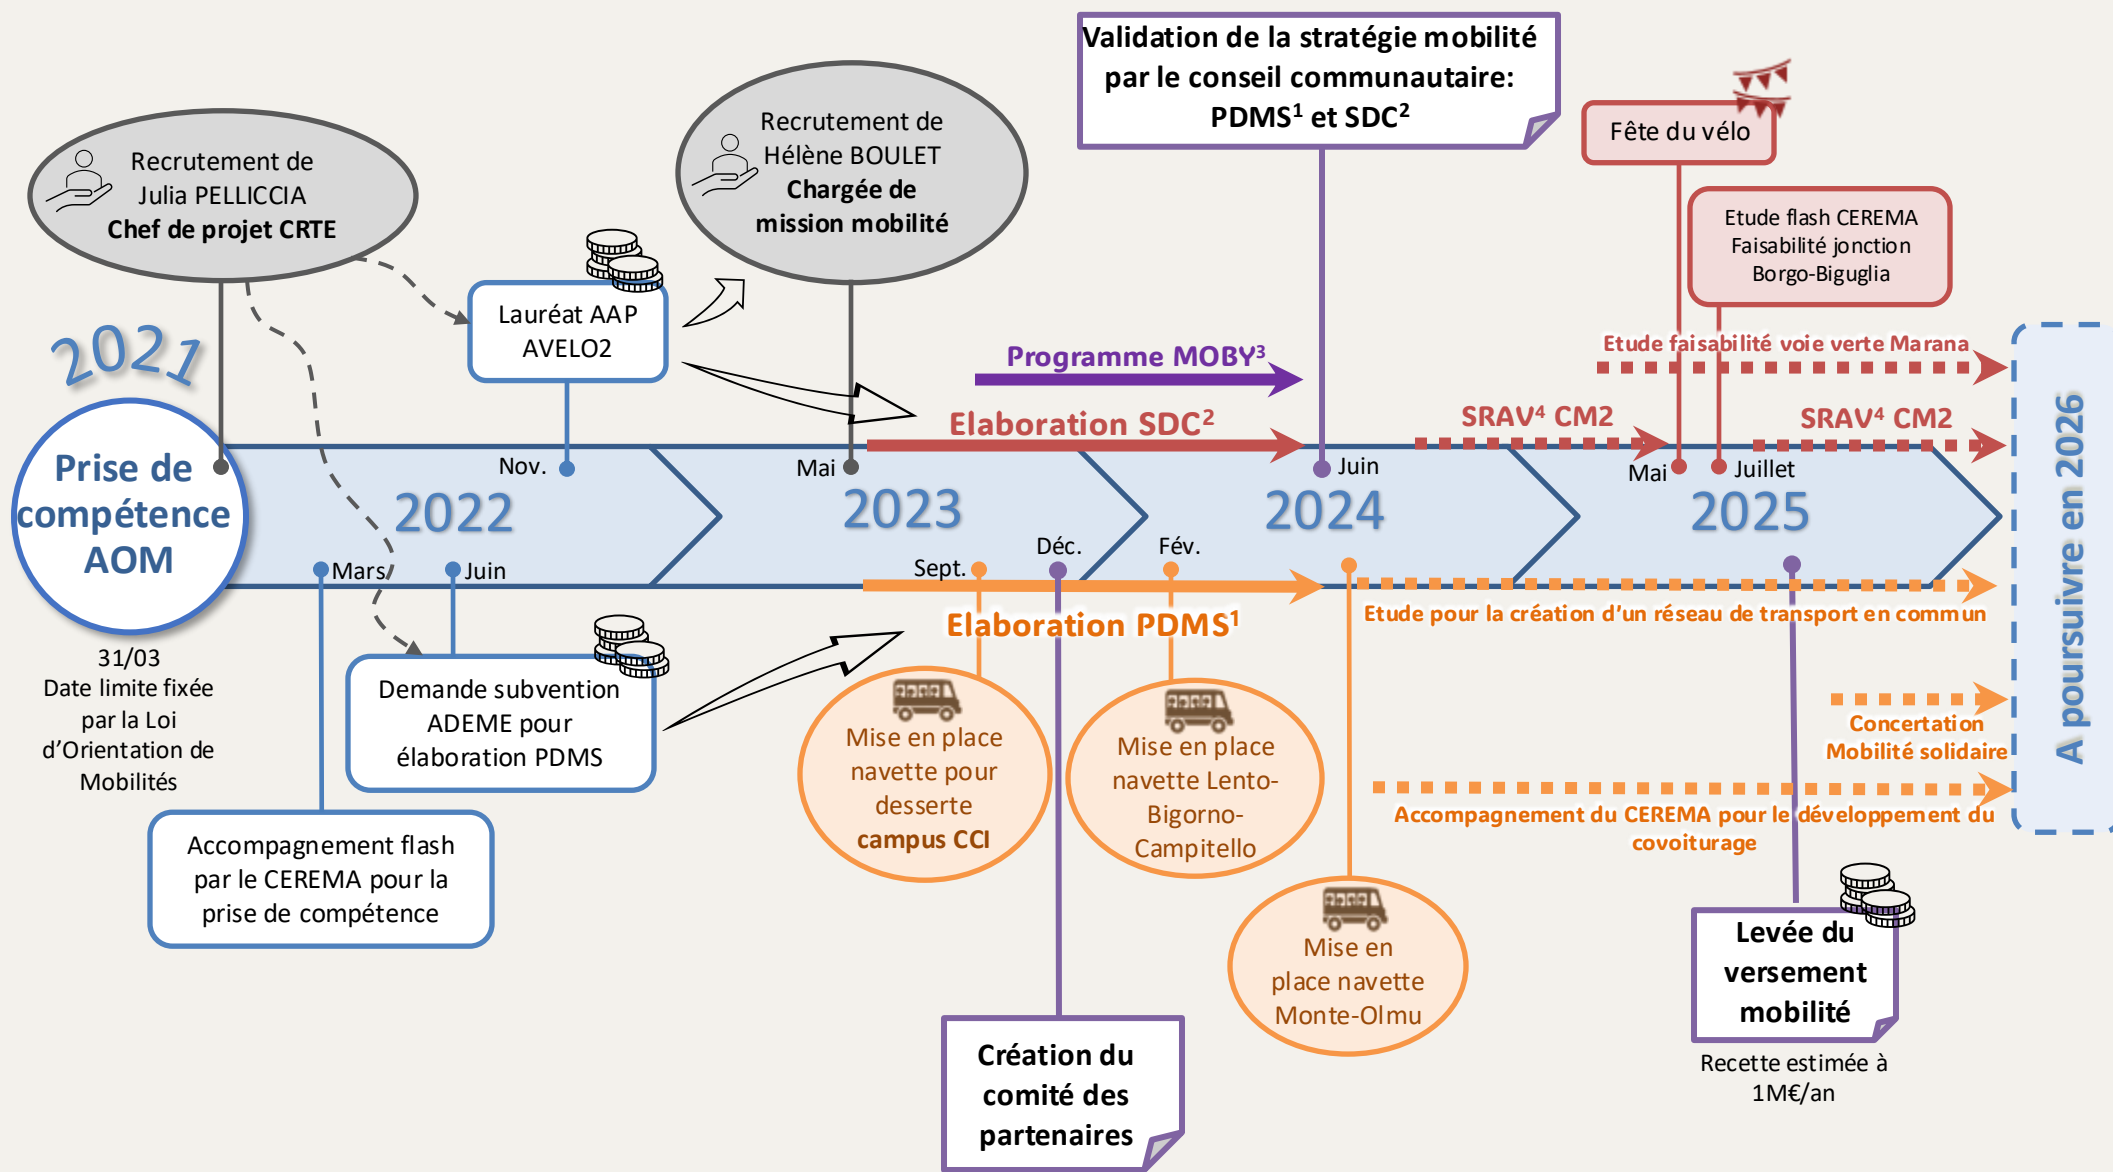 Validation de la stratégie mobilité
par le conseil communautaire:
PDMS¹ et SDC²
Recrutement de
Julia PELLICCIA
Chef de projet CRTE
Recrutement de
Hélène BOULET
Chargée de
mission mobilité
Fête du vélo
Etude flash CEREMA
Faisabilité jonction
Borgo-Biguglia
Lauréat AAP
AVELO2
Programme MOBY³
Elaboration SDC²
Etude faisabilité voie verte Marana
SRAV⁴ CM2
SRAV⁴ CM2
2021
Prise de
compétence
AOM
31/03
Date limite fixée
par la Loi
d’Orientation de
Mobilités
Nov.
Mai
Juin
Mai
Juillet
2022
2023
2024
2025
Mars
Juin
Sept.
Déc.
Fév.
A poursuivre en 2026
Elaboration PDMS¹
Etude pour la création d’un réseau de transport en commun
Concertation
Mobilité solidaire
Accompagnement du CEREMA pour le développement du
covoiturage
Demande subvention
ADEME pour
élaboration PDMS
Accompagnement flash
par le CEREMA pour la
prise de compétence
Mise en place
navette pour
desserte
campus CCI
Mise en place
navette Lento-
Bigorno-
Campitello
Mise en
place navette
Monte-Olmu
Création du
comité des
partenaires
Levée du
versement
mobilité
Recette estimée à
1M€/an